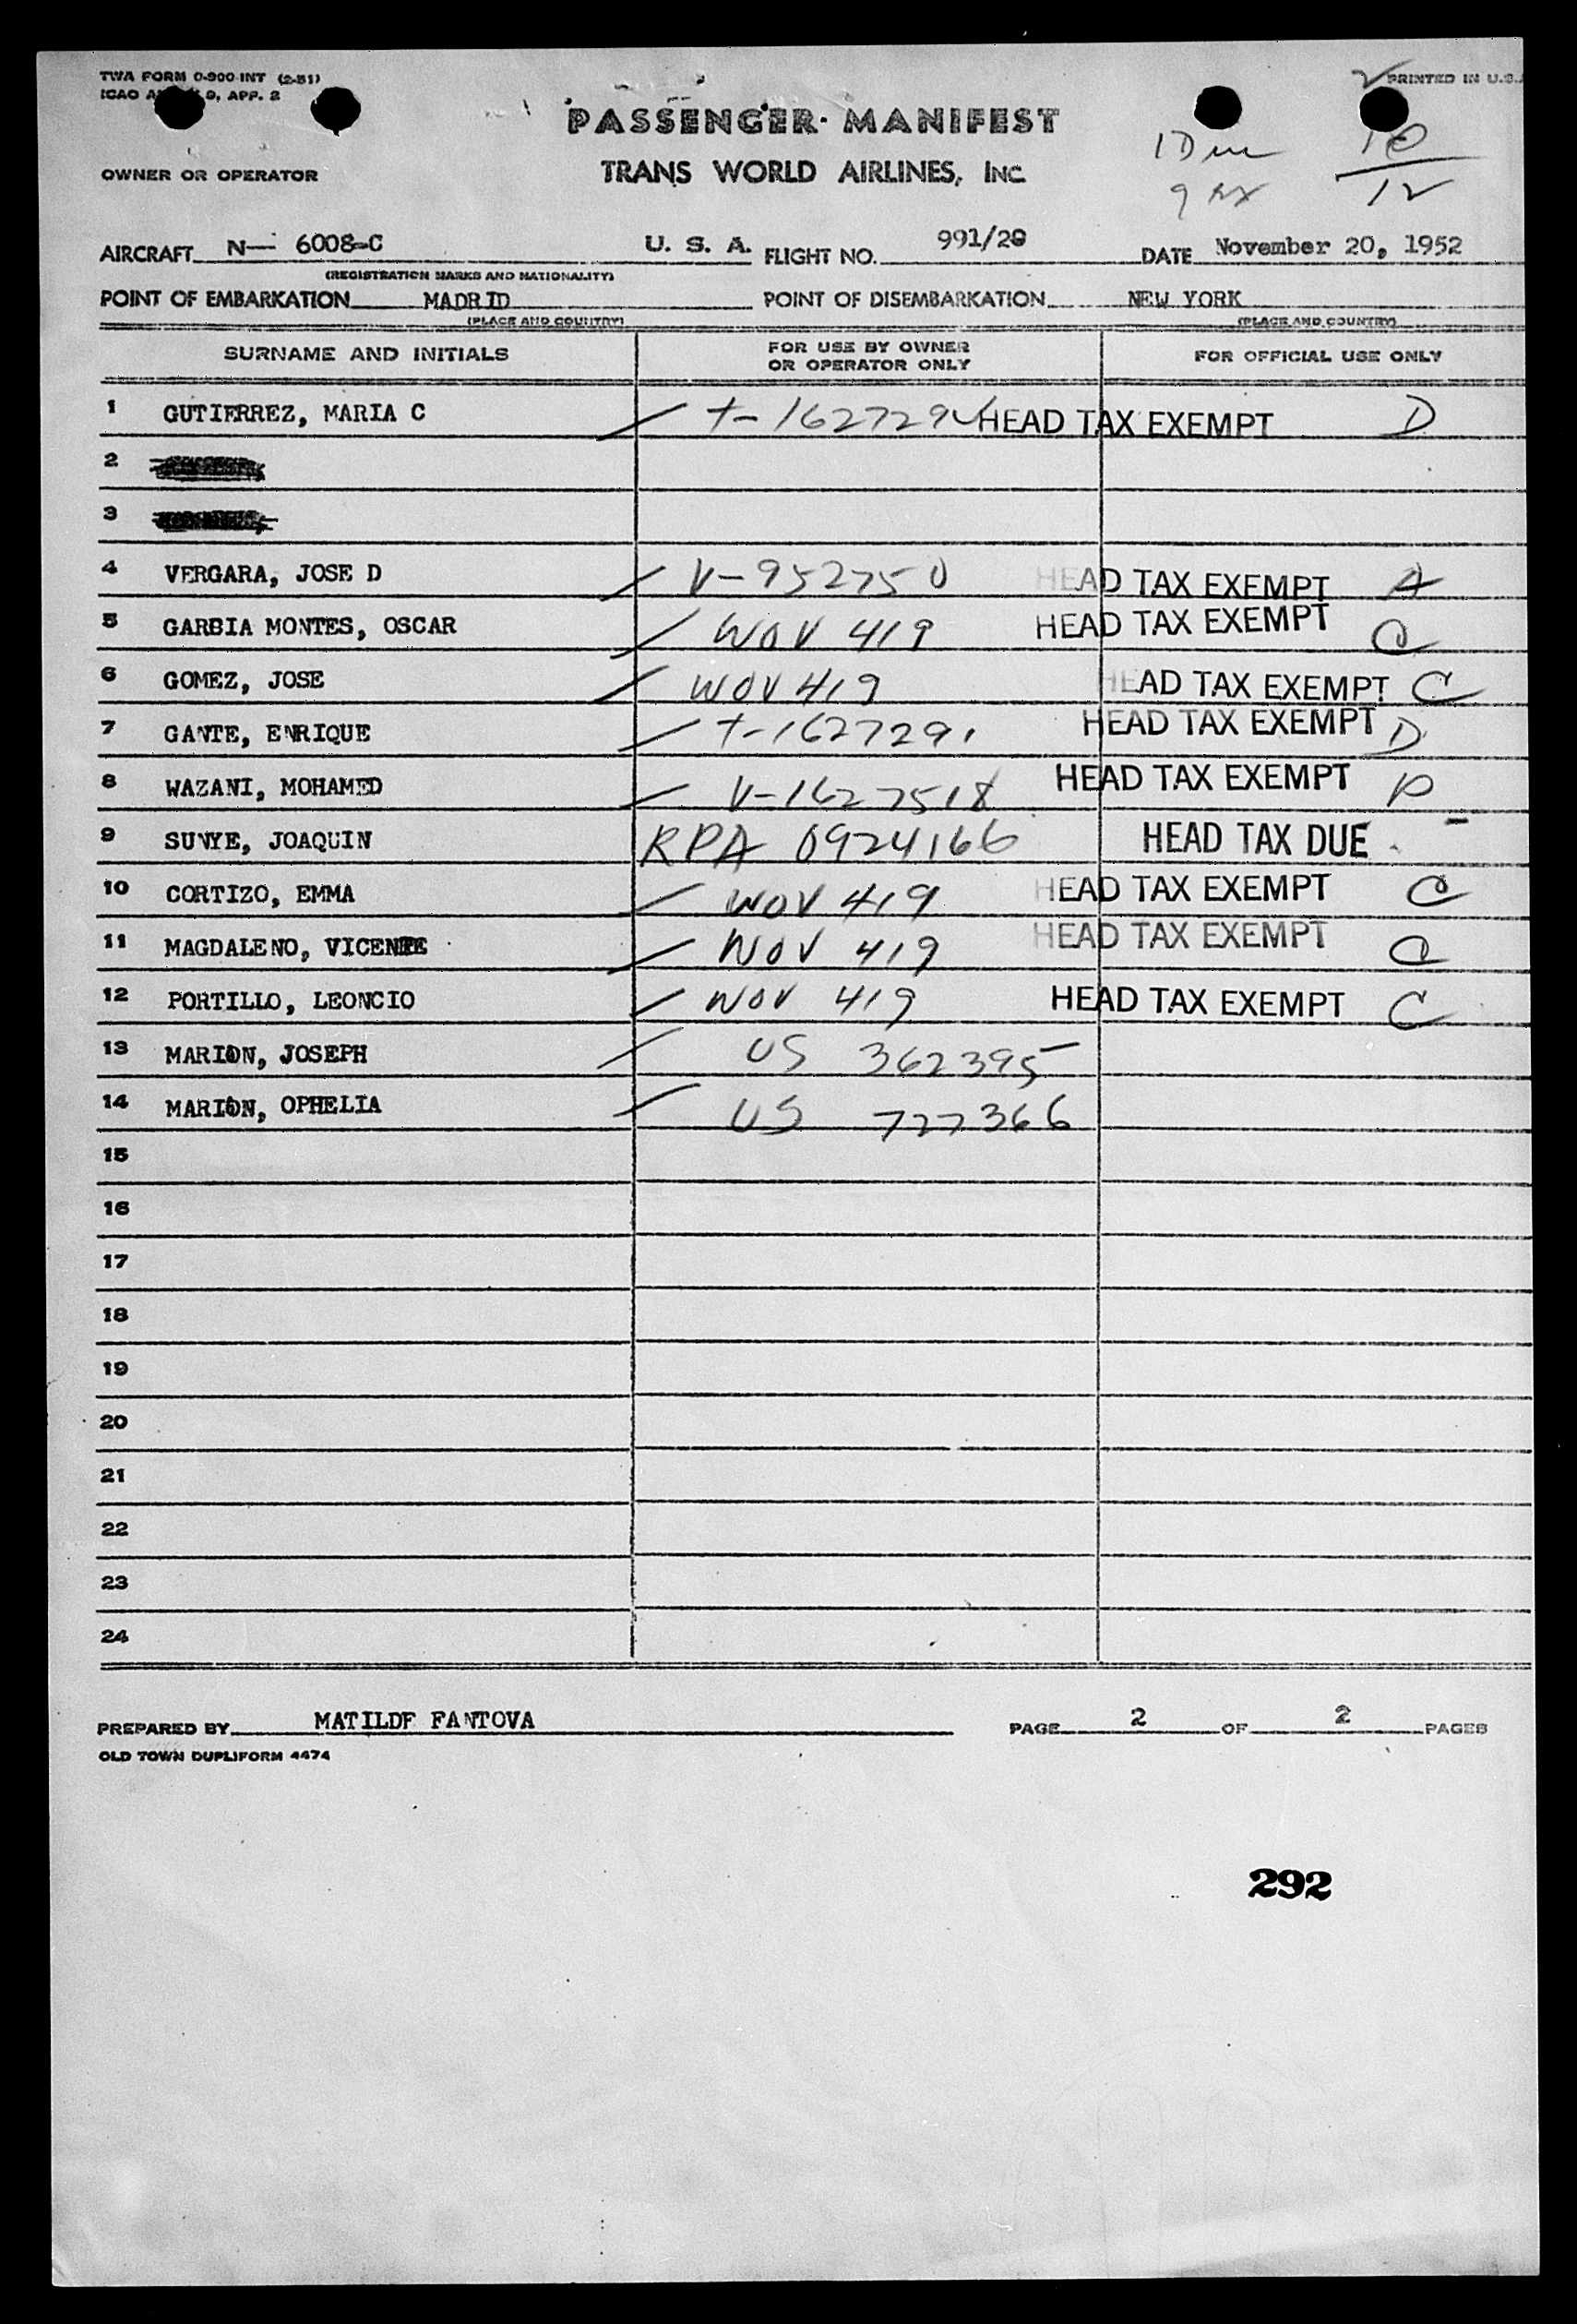 TWA FORM 0-900-INT (2-51) PRINTED IN U.S.
ICAO 9, APP. 2
PASSENGER MANIFEST
OWNER OR OPERATOR TRANS WORLD AIRLINES, INC
10
12
AIRCRAFT N— 6008-C U. S. A. FLIGHT NO. 991/20 DATE November 20, 1952
(REGISTRATION MARKS AND NATIONALITY)
POINT OF EMBARKATION MADRID POINT OF DISEMBARKATION NEW YORK
(PLACE AND COUNTRY) (PLACE AND COUNTRY)
SURNAME AND INITIALS FOR USE BY OWNER OR OPERATOR ONLY FOR OFFICIAL USE ONLY
1 GUTIERREZ, MARIA C HEAD TAX EXEMPT D
2
3
4 VERGARA, JOSE D V-952750 HEAD TAX EXEMPT A
5 GARBIA MONTES, OSCAR WOV 419 HEAD TAX EXEMPT C
6 GOMEZ, JOSE WOV 419 HEAD TAX EXEMPT C
7 GANTE, ENRIQUE T-1627291 HEAD TAX EXEMPT D
8 WAZANI, MOHAMED V-1627518 HEAD TAX EXEMPT D
9 SUNYE, JOAQUIN RPA 0924166 HEAD TAX DUE -
10 CORTIZO, EMMA WOV 419 HEAD TAX EXEMPT C
11 MAGDALENO, VICENTE WOV 419 HEAD TAX EXEMPT C
12 PORTILLO, LEONCIO WOV 419 HEAD TAX EXEMPT C
13 MARION, JOSEPH US 362395
14 MARION, OPHELIA US 727366
15
16
17
18
19
20
21
22
23
24
PREPARED BY MATILDE FANTOVA PAGE 2 OF 2 PAGES
OLD TOWN DUPLIFORM 4474
292